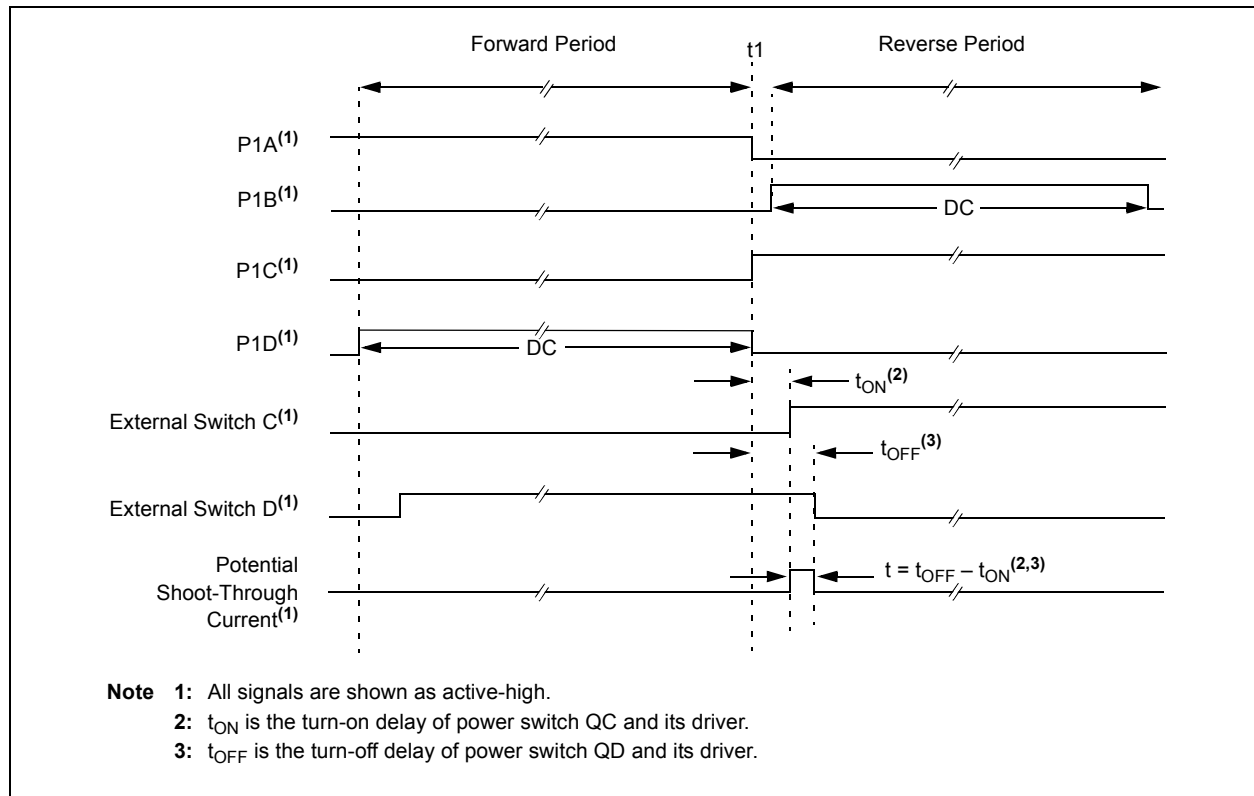 Forward Period
t1
Reverse Period
P1A(1)
P1B(1)
DC
P1C(1)
P1D(1)
DC
tON(2)
External Switch C(1)
tOFF(3)
External Switch D(1)
Potential
Shoot-Through
Current(1)
t = tOFF – tON(2,3)
Note 1: All signals are shown as active-high.
2: tON is the turn-on delay of power switch QC and its driver.
3: tOFF is the turn-off delay of power switch QD and its driver.